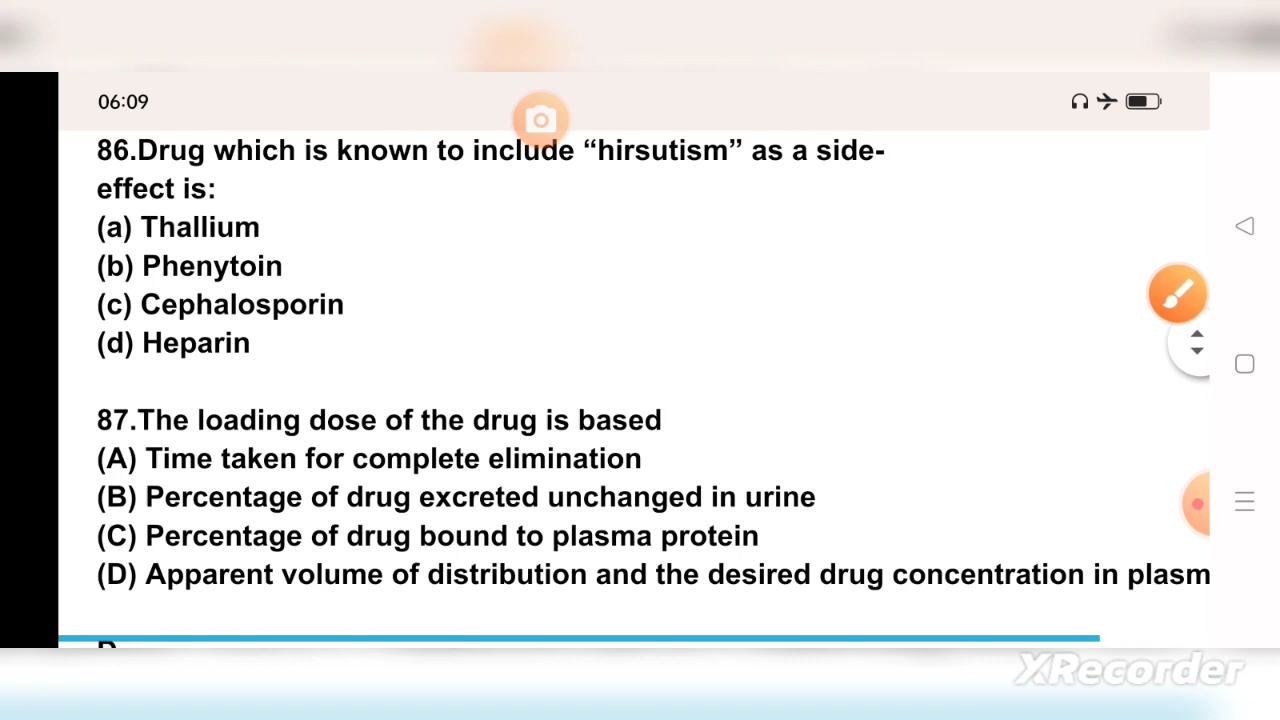 06:09
86.Drug which is known to include “hirsutism” as a side-
effect is:
(a) Thallium
(b) Phenytoin
(c) Cephalosporin
(d) Heparin
87.The loading dose of the drug is based
(A) Time taken for complete elimination
(B) Percentage of drug excreted unchanged in urine
(C) Percentage of drug bound to plasma protein
(D) Apparent volume of distribution and the desired drug concentration in plasm
XRecorder